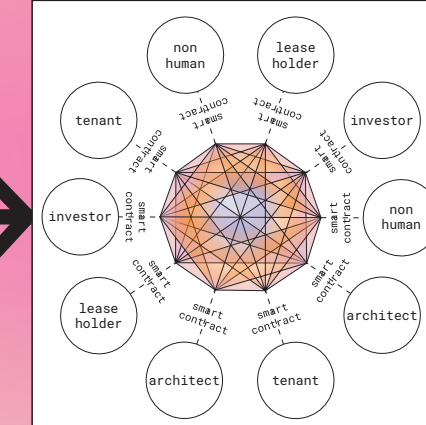 non
human
lease
holder
tenant
investor
investor
non
human
lease
holder
architect
architect
tenant
smart
contract
smart
contract
smart
contract
smart
contract
smart
contract
smart
contract
smart
contract
smart
contract
smart
contract
smart
contract